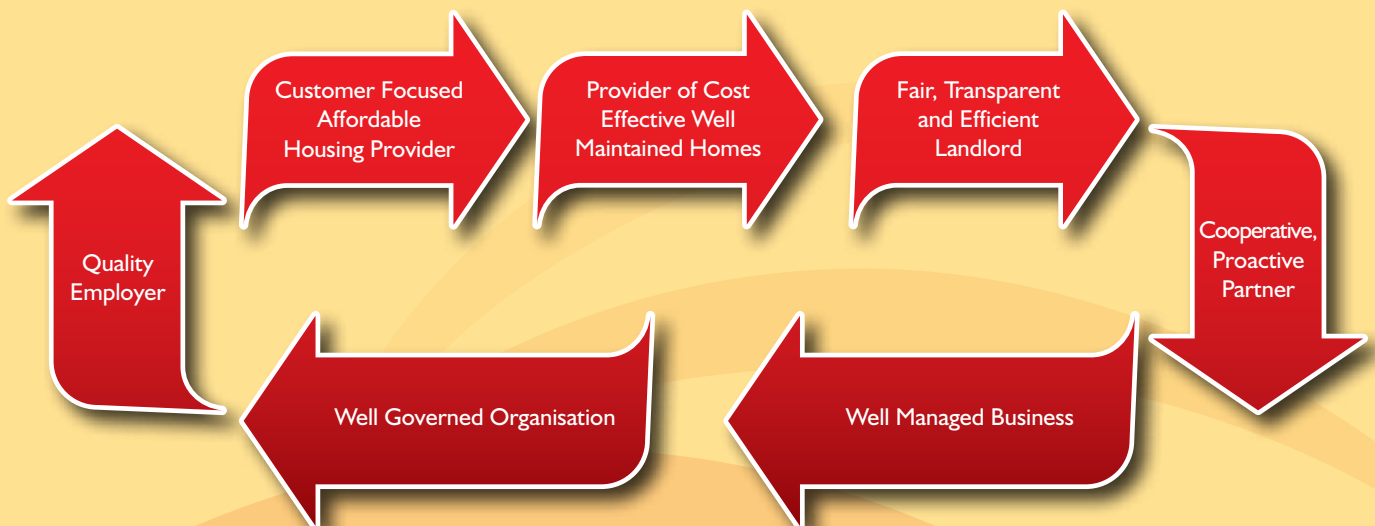 Customer Focused
Affordable
Housing Provider
Provider of Cost
Effective Well
Maintained Homes
Fair, Transparent
and Efficient
Landlord
Cooperative,
Proactive
Partner
Well Managed Business
Well Governed Organisation
Quality
Employer